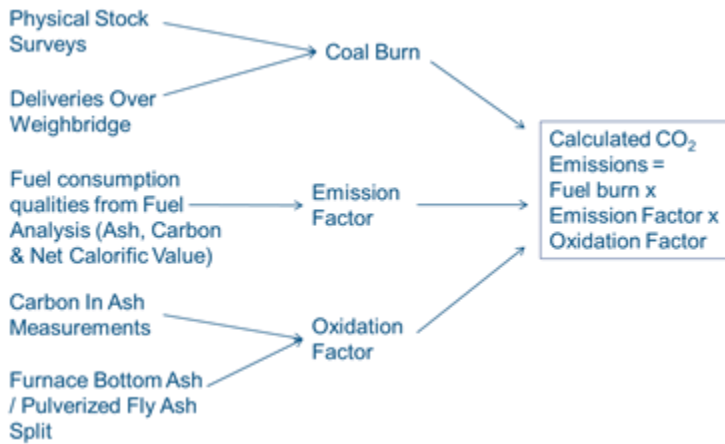 Physical Stock
Surveys
Coal Burn
Deliveries Over
Weighbridge
Fuel consumption
qualities from Fuel
Analysis (Ash, Carbon
& Net Calorific Value)
Emission
Factor
Carbon In Ash
Measurements
Oxidation
Factor
Furnace Bottom Ash
/ Pulverized Fly Ash
Split
Calculated CO₂
Emissions =
Fuel burn x
Emission Factor x
Oxidation Factor